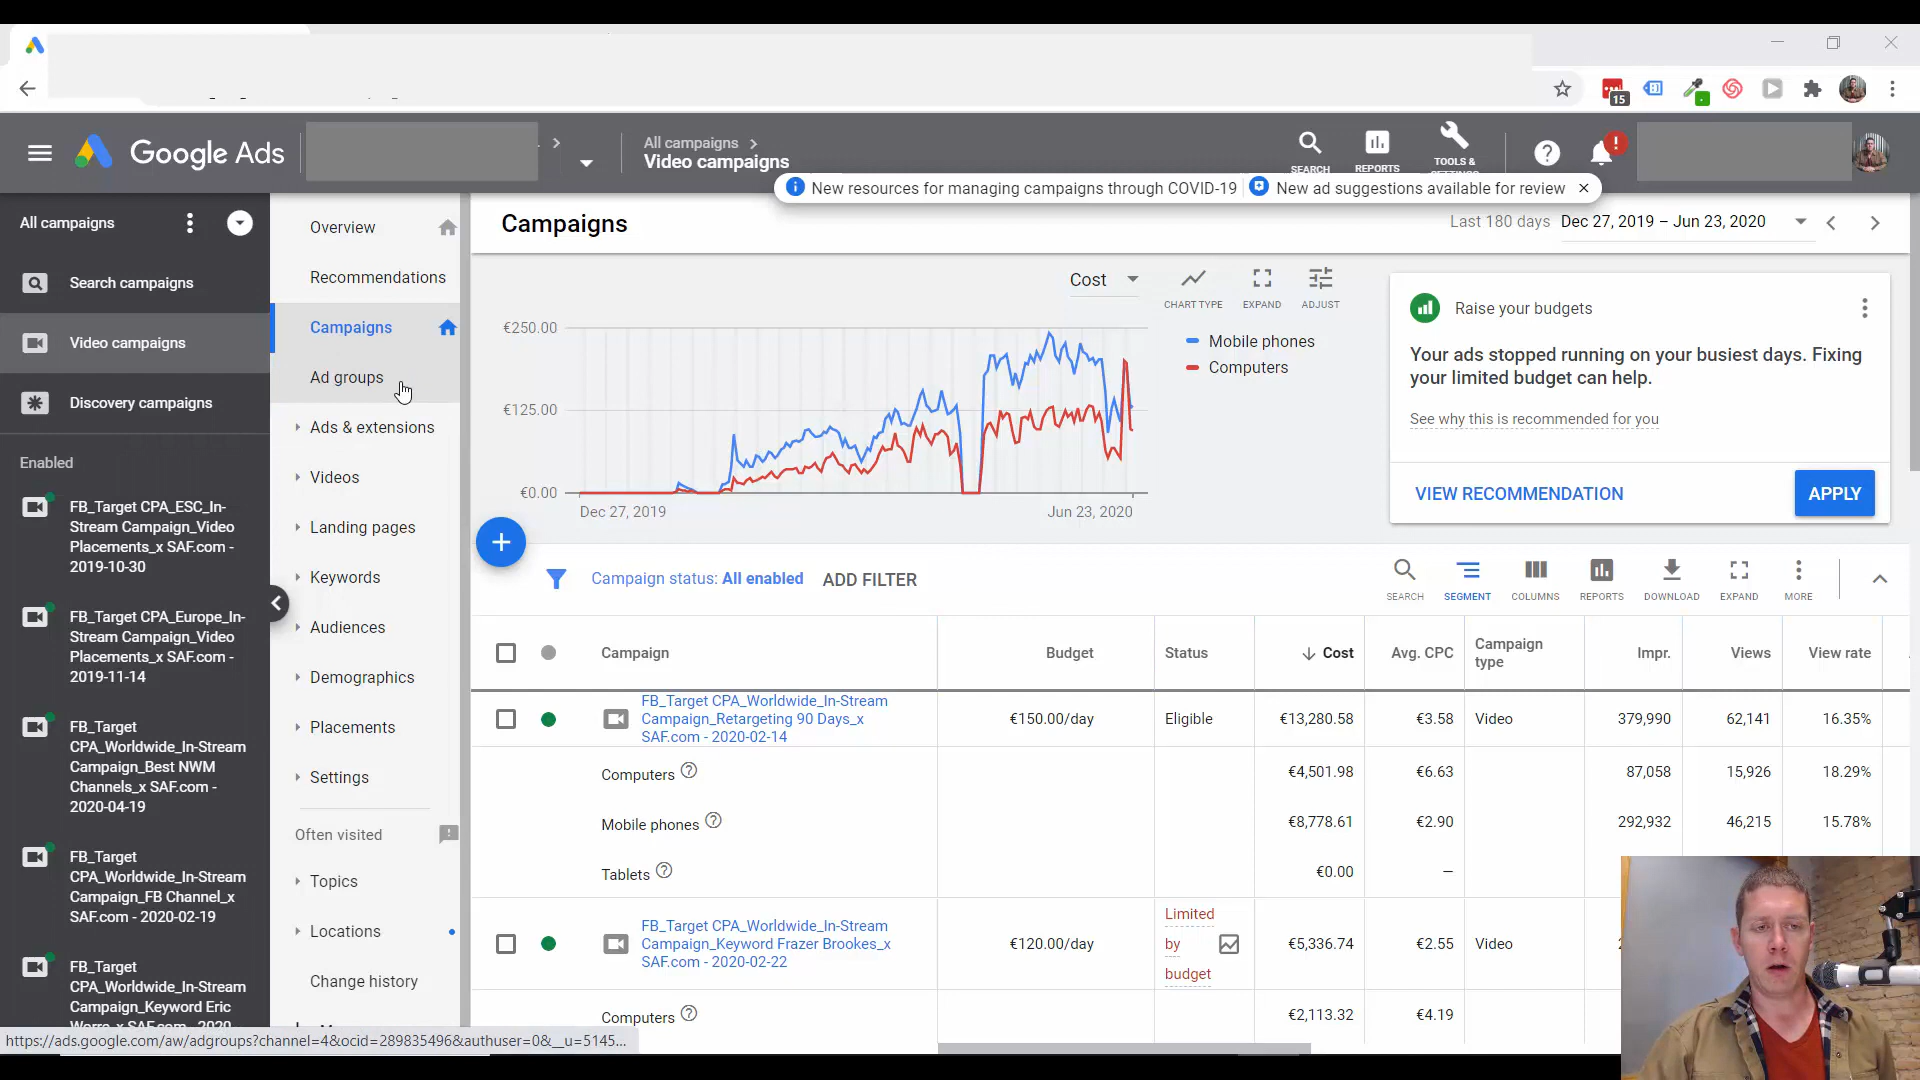 15
Google Ads
All campaigns
Video campaigns
SEARCH
REPORTS
TOOLS &
SETTINGS
!
New resources for managing campaigns through COVID-19
New ad suggestions available for review
All campaigns
Search campaigns
Video campaigns
Discovery campaigns
Enabled
FB_Target CPA_ESC_In-
Stream Campaign_Video
Placements_x SAF.com -
2019-10-30
FB_Target CPA_Europe_In-
Stream Campaign_Video
Placements_x SAF.com -
2019-11-14
FB_Target
CPA_Worldwide_In-Stream
Campaign_Best NWM
Channels_x SAF.com -
2020-04-19
FB_Target
CPA_Worldwide_In-Stream
Campaign_FB Channel_x
SAF.com - 2020-02-19
FB_Target
CPA_Worldwide_In-Stream
Campaign_Keyword Eric
Overview
Recommendations
Campaigns
Ad groups
Ads & extensions
Videos
Landing pages
Keywords
Audiences
Demographics
Placements
Settings
Often visited
Topics
Locations
Change history
https://ads.google.com/aw/adgroups?channel=4&ocid=289835496&authuser=0&__u=5145...
Campaigns
Last 180 days Dec 27, 2019 – Jun 23, 2020
Cost
CHART TYPE
EXPAND
ADJUST
€250.00
€125.00
€0.00
Dec 27, 2019
Jun 23, 2020
Mobile phones
Computers
Raise your budgets
Your ads stopped running on your busiest days. Fixing
your limited budget can help.
See why this is recommended for you
VIEW RECOMMENDATION
APPLY
Campaign status: All enabled
ADD FILTER
SEARCH
SEGMENT
COLUMNS
REPORTS
DOWNLOAD
EXPAND
MORE
Campaign Budget Status Cost Avg. CPC Campaign type Impr. Views View rate
FB_Target CPA_Worldwide_In-Stream
Campaign_Retargeting 90 Days_x
SAF.com - 2020-02-14
€150.00/day Eligible €13,280.58 €3.58 Video 379,990 62,141 16.35%
Computers €4,501.98 €6.63 87,058 15,926 18.29%
Mobile phones €8,778.61 €2.90 292,932 46,215 15.78%
Tablets €0.00 —
FB_Target CPA_Worldwide_In-Stream
Campaign_Keyword Frazer Brookes_x
SAF.com - 2020-02-22
€120.00/day Limited by budget €5,336.74 €2.55 Video
Computers €2,113.32 €4.19